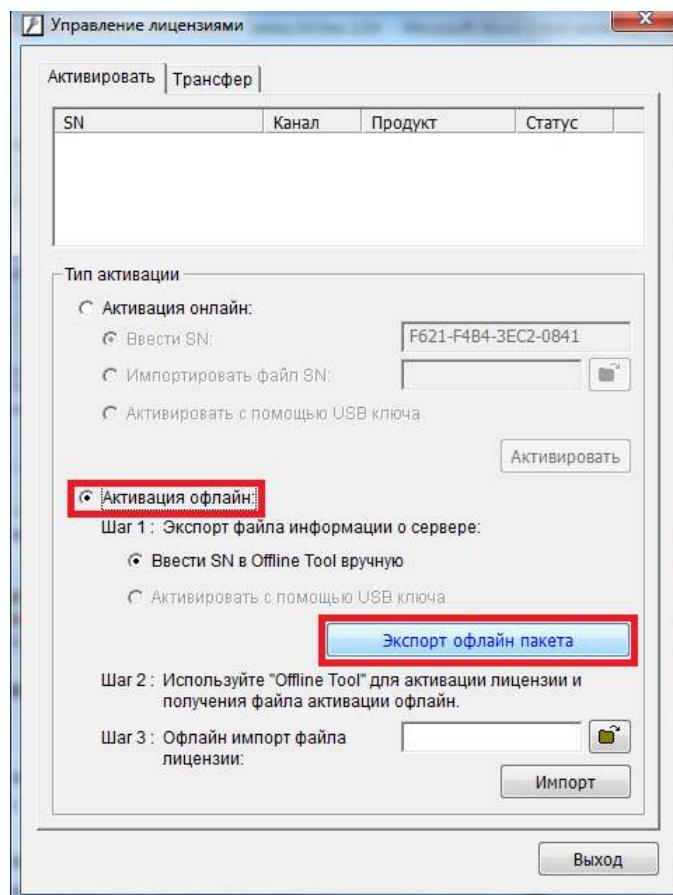 Управление лицензиями
Активировать Трансфер
SN Канал Продукт Статус
Тип активации
Активация онлайн:
Ввести SN: F621-F4B4-3EC2-0841
Импортировать файл SN:
Активировать с помощью USB ключа
Активировать
Активация офлайн:
Шаг 1 : Экспорт файла информации о сервере:
Ввести SN в Offline Tool вручную
Активировать с помощью USB ключа
Экспорт офлайн пакета
Шаг 2 : Используйте "Offline Tool" для активации лицензии и
получения файла активации офлайн.
Шаг 3 : Офлайн импорт файла
лицензии:
Импорт
Выход